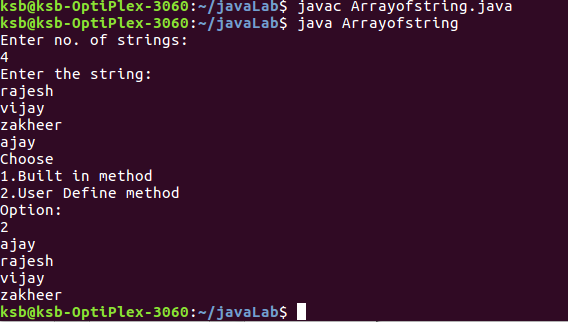 ksb@ksb-OptiPlex-3060:~/javaLab$ javac Arrayofstring.java
ksb@ksb-OptiPlex-3060:~/javaLab$ java Arrayofstring
Enter no. of strings:
4
Enter the string:
rajesh
vijay
zakheer
ajay
Choose
1.Built in method
2.User Define method
Option:
2
ajay
rajesh
vijay
zakheer
ksb@ksb-OptiPlex-3060:~/javaLab$